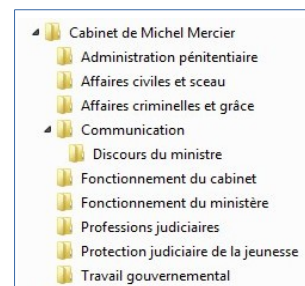 Cabinet de Michel Mercier
Administration pénitentiaire
Affaires civiles et sceau
Affaires criminelles et grâce
Communication
Discours du ministre
Fonctionnement du cabinet
Fonctionnement du ministère
Professions judiciaires
Protection judiciaire de la jeunesse
Travail gouvernemental